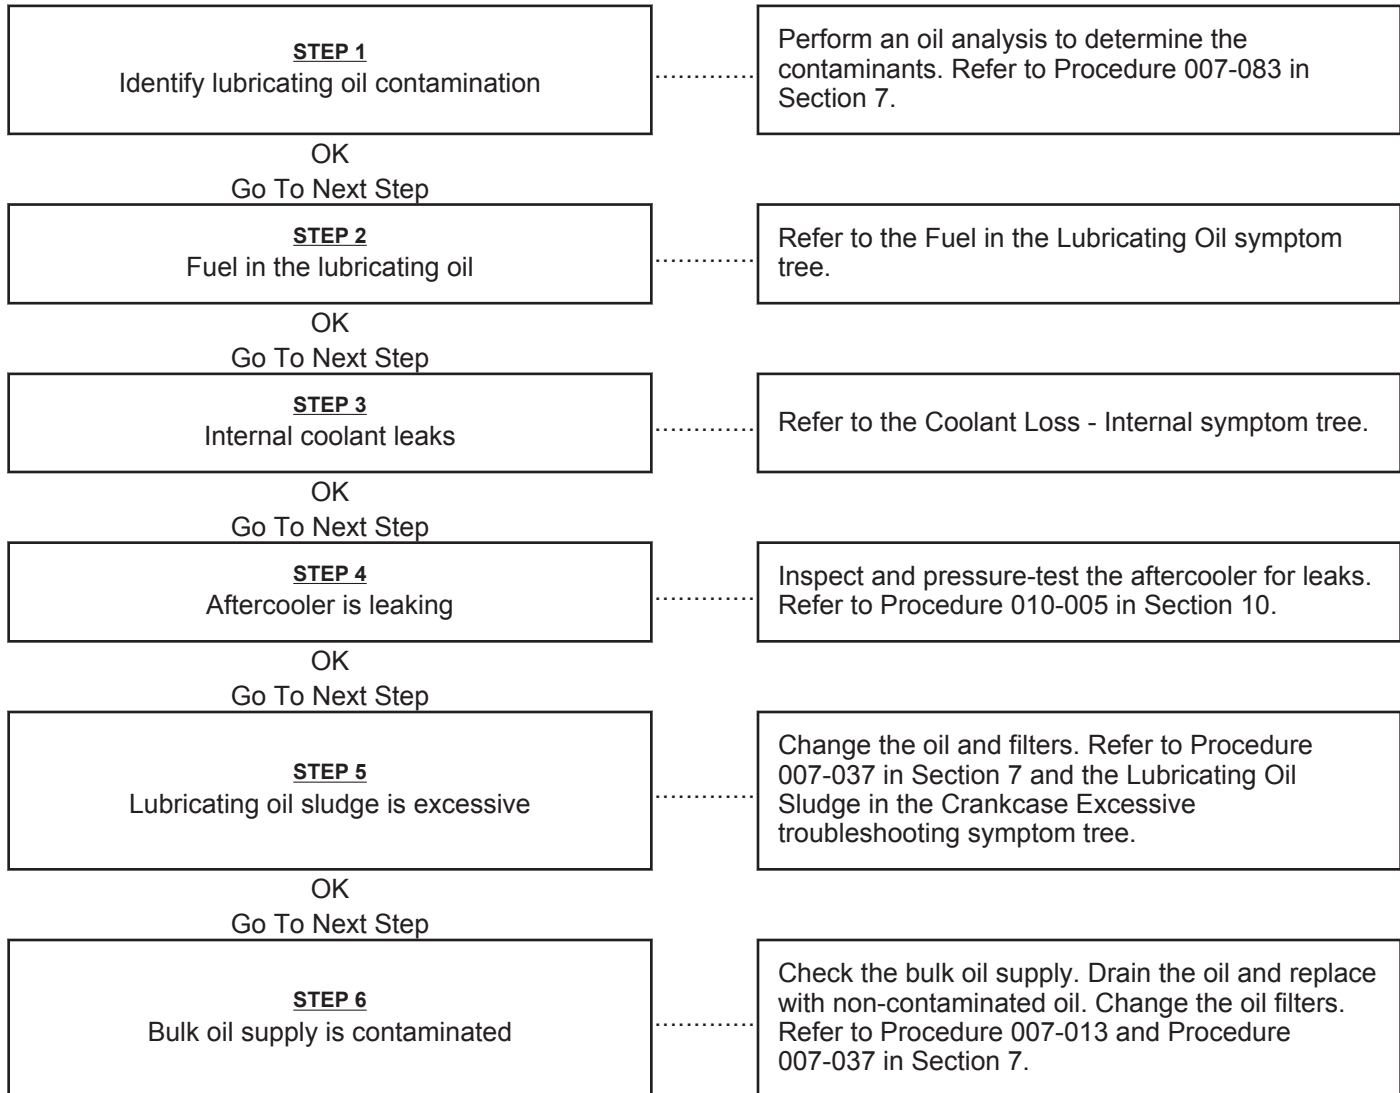 STEP 1
Identify lubricating oil contamination
..............
Perform an oil analysis to determine the
contaminants. Refer to Procedure 007-083 in
Section 7.
OK
Go To Next Step
STEP 2
Fuel in the lubricating oil
..............
Refer to the Fuel in the Lubricating Oil symptom
tree.
OK
Go To Next Step
STEP 3
Internal coolant leaks
..............
Refer to the Coolant Loss - Internal symptom tree.
OK
Go To Next Step
STEP 4
Aftercooler is leaking
..............
Inspect and pressure-test the aftercooler for leaks.
Refer to Procedure 010-005 in Section 10.
OK
Go To Next Step
STEP 5
Lubricating oil sludge is excessive
..............
Change the oil and filters. Refer to Procedure
007-037 in Section 7 and the Lubricating Oil
Sludge in the Crankcase Excessive
troubleshooting symptom tree.
OK
Go To Next Step
STEP 6
Bulk oil supply is contaminated
..............
Check the bulk oil supply. Drain the oil and replace
with non-contaminated oil. Change the oil filters.
Refer to Procedure 007-013 and Procedure
007-037 in Section 7.